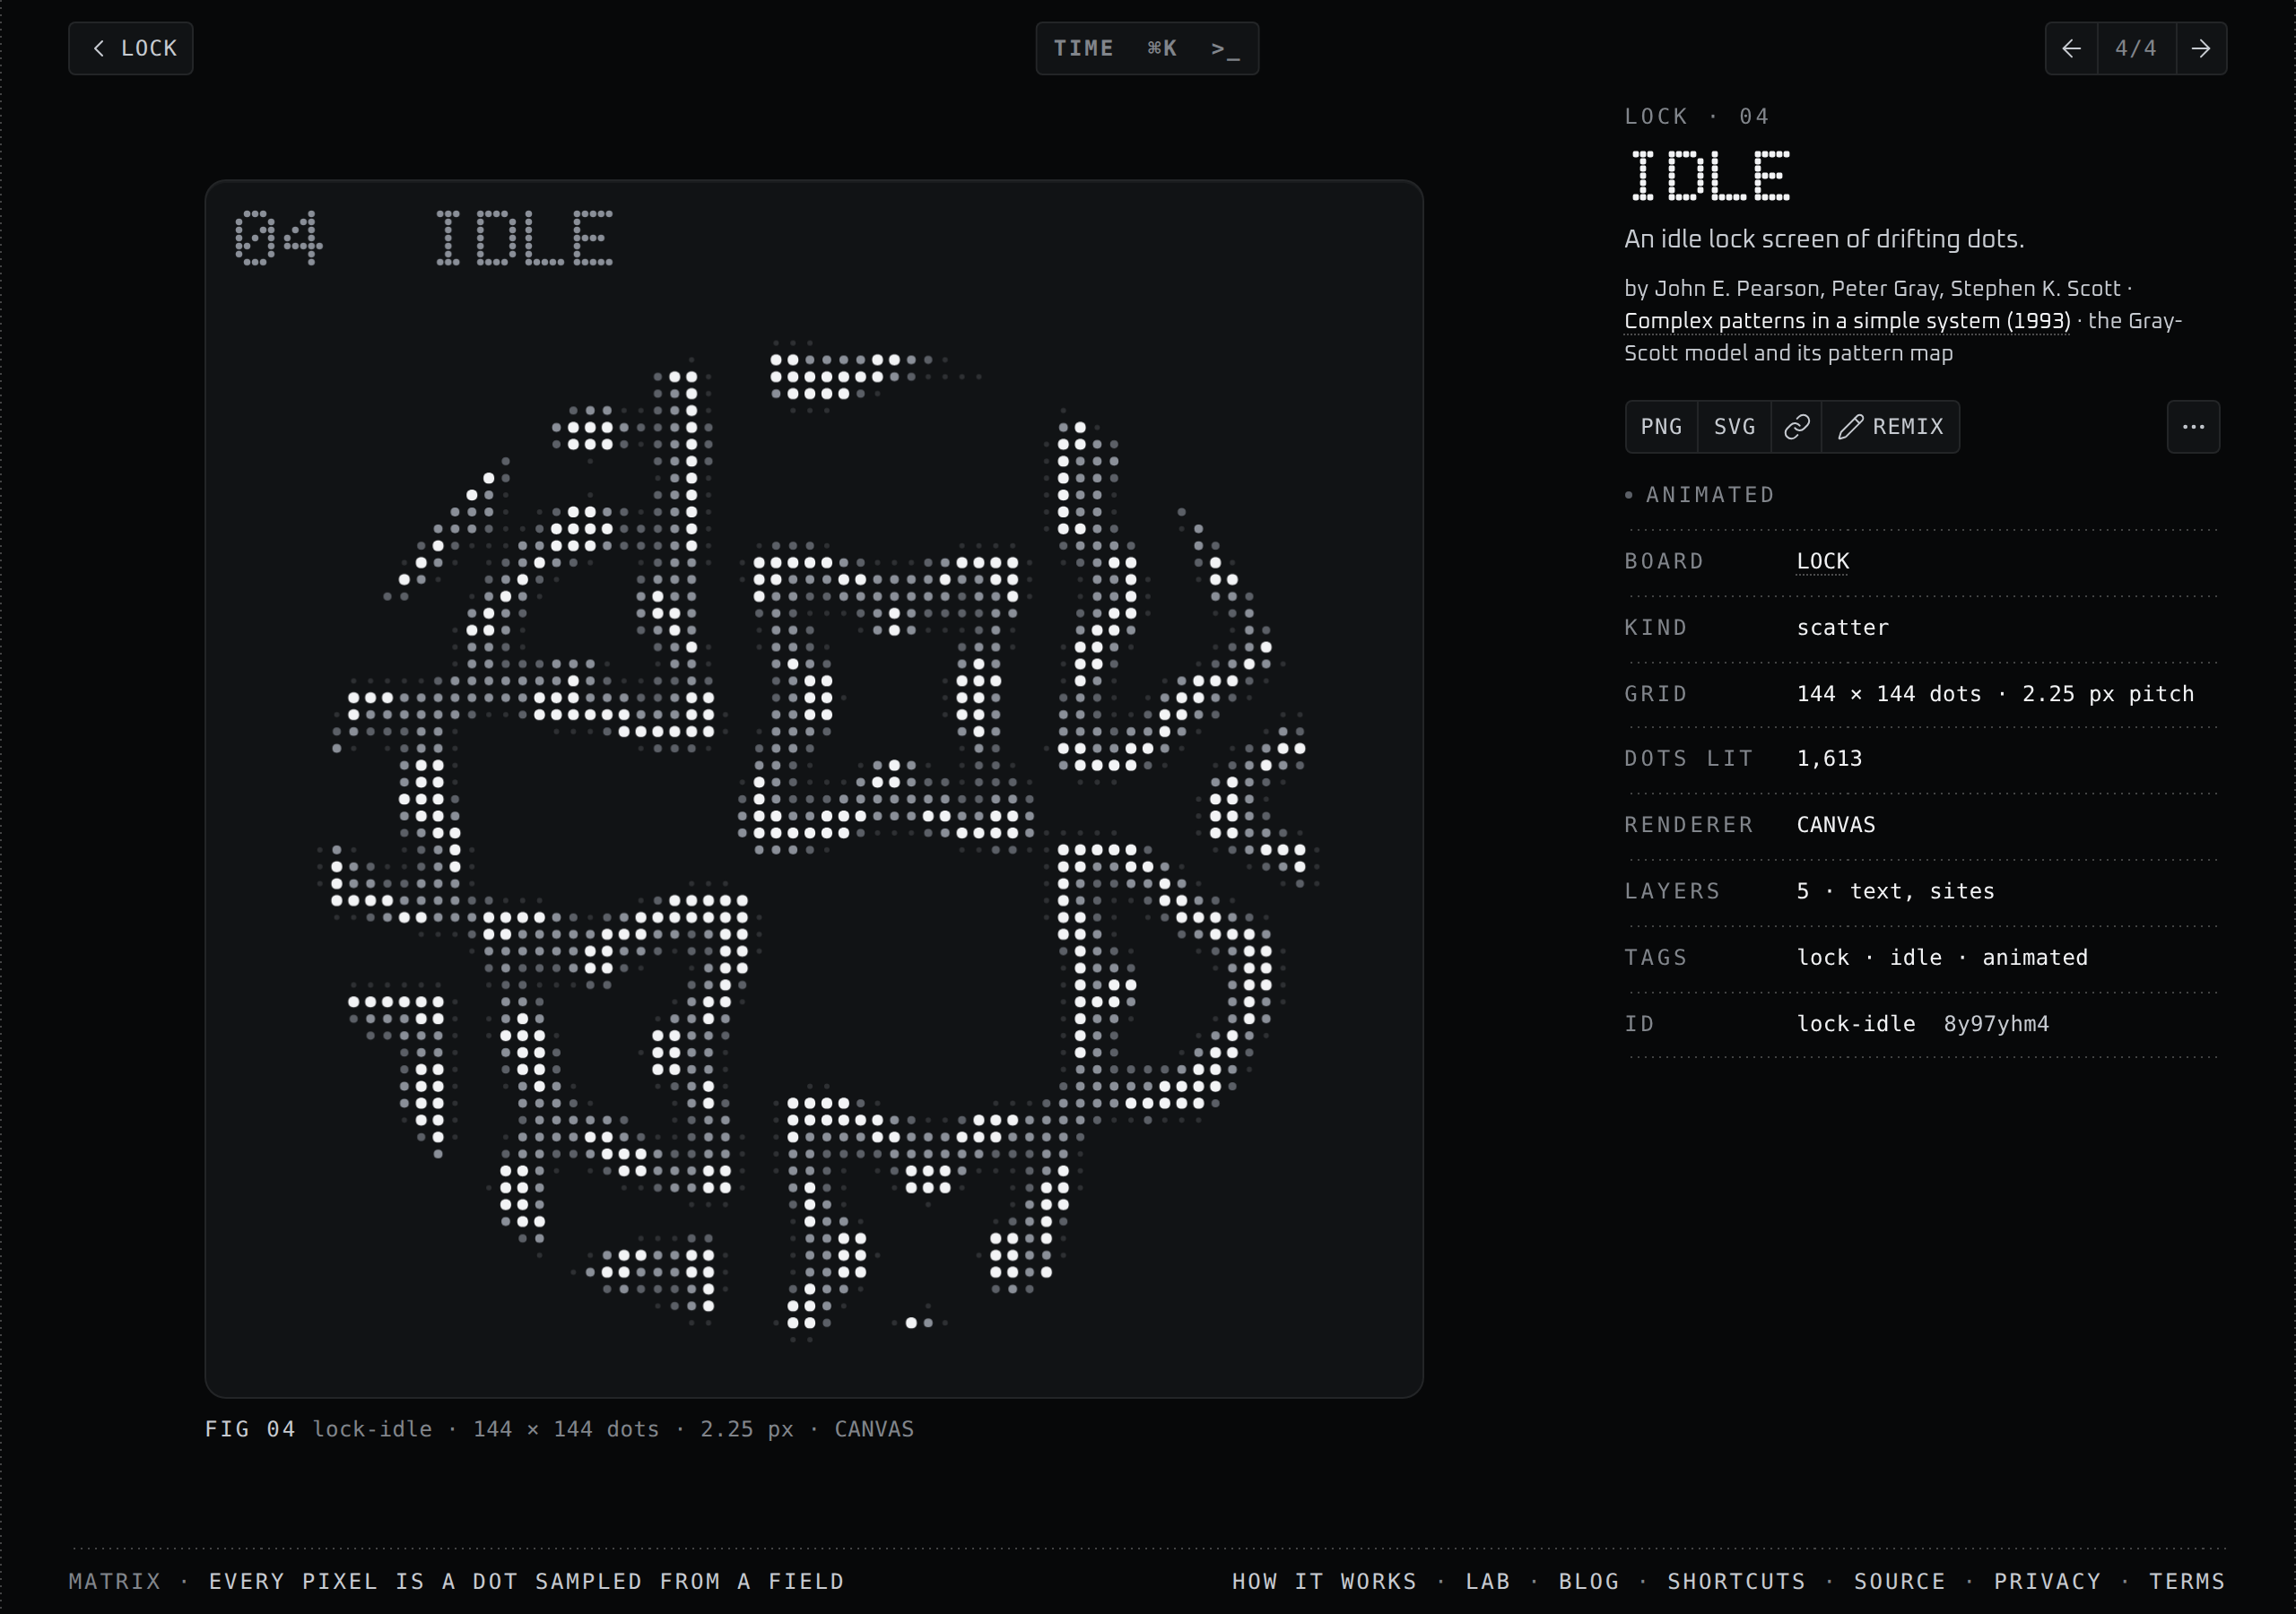 LOCK
TIME ⌘K >_
4/4
LOCK · 04
IDLE
An idle lock screen of drifting dots.
by John E. Pearson, Peter Gray, Stephen K. Scott ·
Complex patterns in a simple system (1993) · the Gray-
Scott model and its pattern map
PNG SVG REMIX
ANIMATED
BOARD LOCK
KIND scatter
GRID 144 × 144 dots · 2.25 px pitch
DOTS LIT 1,613
RENDERER CANVAS
LAYERS 5 · text, sites
TAGS lock · idle · animated
ID lock-idle 8y97yhm4
04 IDLE
FIG 04 lock-idle · 144 × 144 dots · 2.25 px · CANVAS
MATRIX · EVERY PIXEL IS A DOT SAMPLED FROM A FIELD
HOW IT WORKS · LAB · BLOG · SHORTCUTS · SOURCE · PRIVACY · TERMS